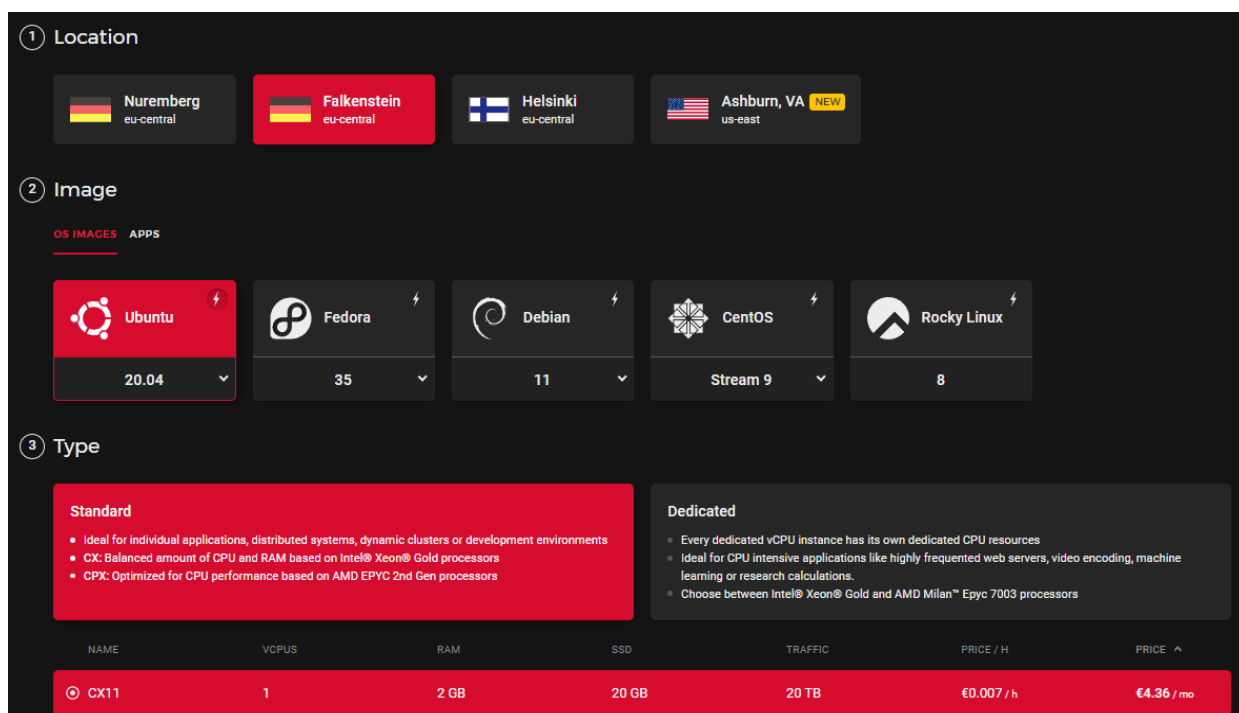 1 Location
Nuremberg
eu-central
Falkenstein
eu-central
Helsinki
eu-central
Ashburn, VA NEW
us-east
2 Image
OS IMAGES APPS
Ubuntu
20.04
Fedora
35
Debian
11
CentOS
Stream 9
Rocky Linux
8
3 Type
Standard
• Ideal for individual applications, distributed systems, dynamic clusters or development environments
• CX: Balanced amount of CPU and RAM based on Intel® Xeon® Gold processors
• CPX: Optimized for CPU performance based on AMD EPYC 2nd Gen processors
Dedicated
• Every dedicated vCPU instance has its own dedicated CPU resources
• Ideal for CPU intensive applications like highly frequented web servers, video encoding, machine
learning or research calculations.
• Choose between Intel® Xeon® Gold and AMD Milan™ Epyc 7003 processors
NAME VCPUS RAM SSD TRAFFIC PRICE / H PRICE
CX11 1 2 GB 20 GB 20 TB €0.007 / h €4.36 / mo